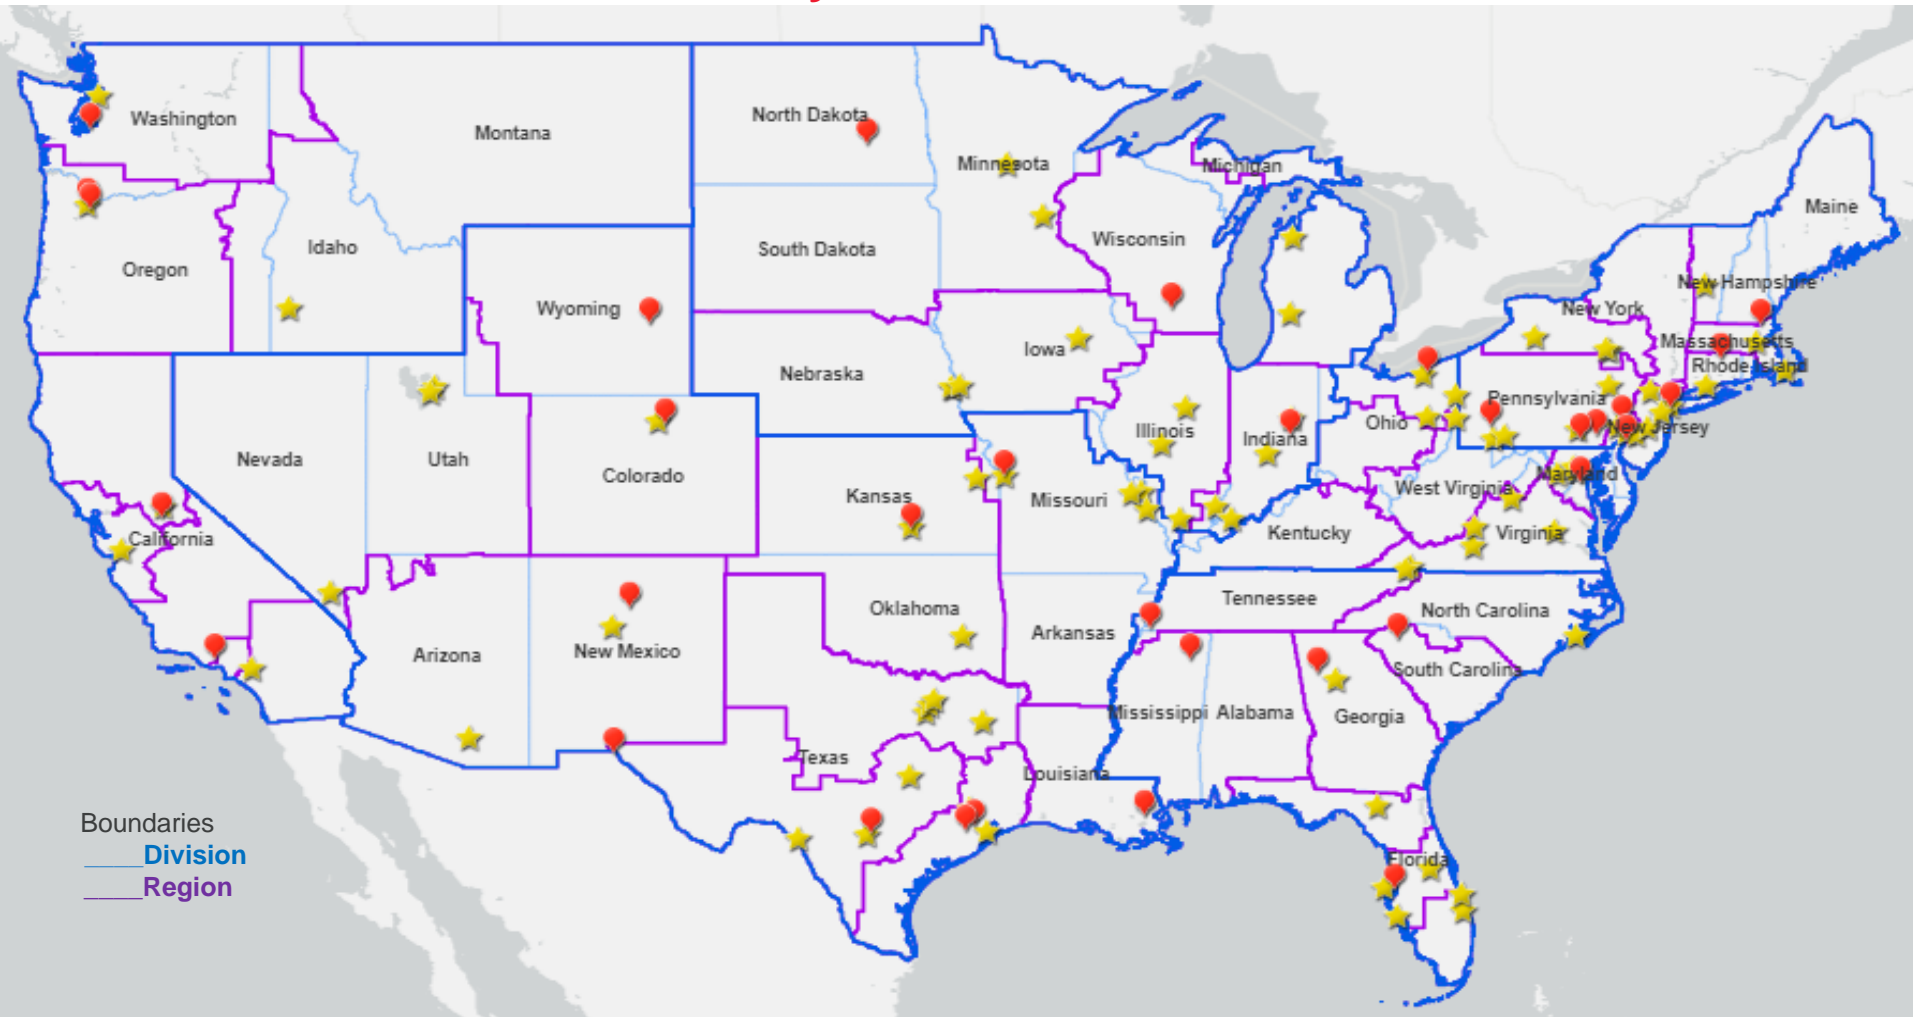 Washington
Montana
North Dakota
Minnesota
Michigan
Maine
Wisconsin
South Dakota
Idaho
Oregon
Wyoming
New Hampshire
New York
Massachusetts
Rhode Island
Iowa
Nebraska
Pennsylvania
Illinois
Indiana
Ohio
New Jersey
Nevada
Utah
Colorado
Kansas
Missouri
West Virginia
Maryland
Virginia
Kentucky
California
Tennessee
North Carolina
Oklahoma
Arkansas
Arizona
New Mexico
South Carolina
Mississippi
Alabama
Georgia
Texas
Louisiana
Florida
Boundaries
____Division
____Region